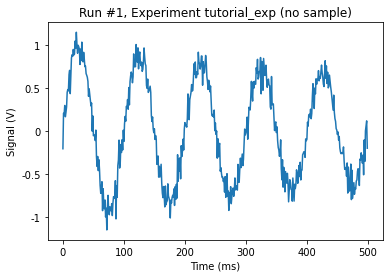 Run #1, Experiment tutorial_exp (no sample)
1
0.5
0
-0.5
-1
Signal (V)
0 100 200 300 400 500
Time (ms)